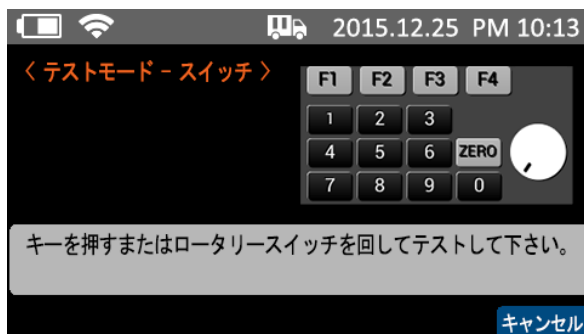 2015.12.25 PM 10:13
〈 テストモード - スイッチ 〉
F1 F2 F3 F4
1 2 3
4 5 6 ZERO
7 8 9 0
キーを押すまたはロータリースイッチを回してテストして下さい。
キャンセル